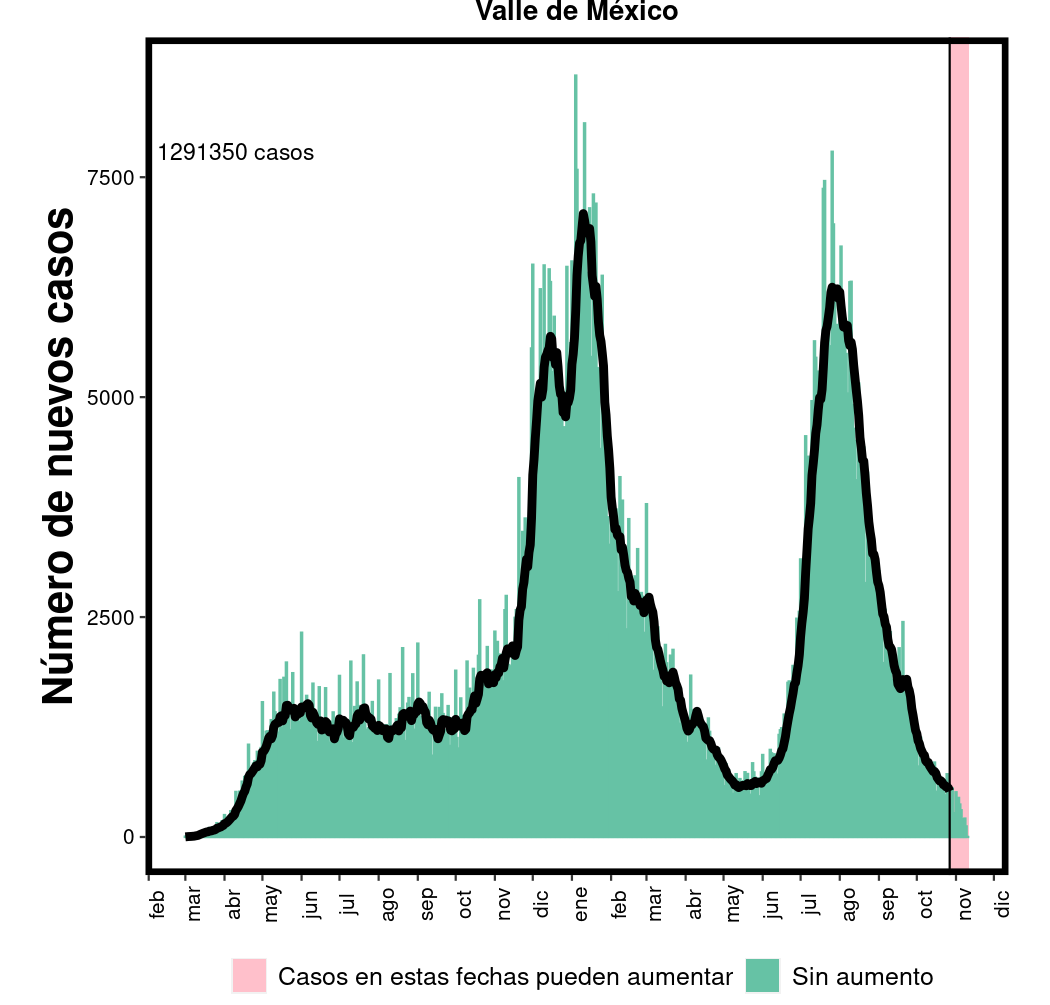 Valle de México
1291350 casos
Número de nuevos casos
7500
5000
2500
0
feb mar abr may jun jul ago sep oct nov dic ene feb mar abr may jun jul ago sep oct nov dic
Casos en estas fechas pueden aumentar Sin aumento